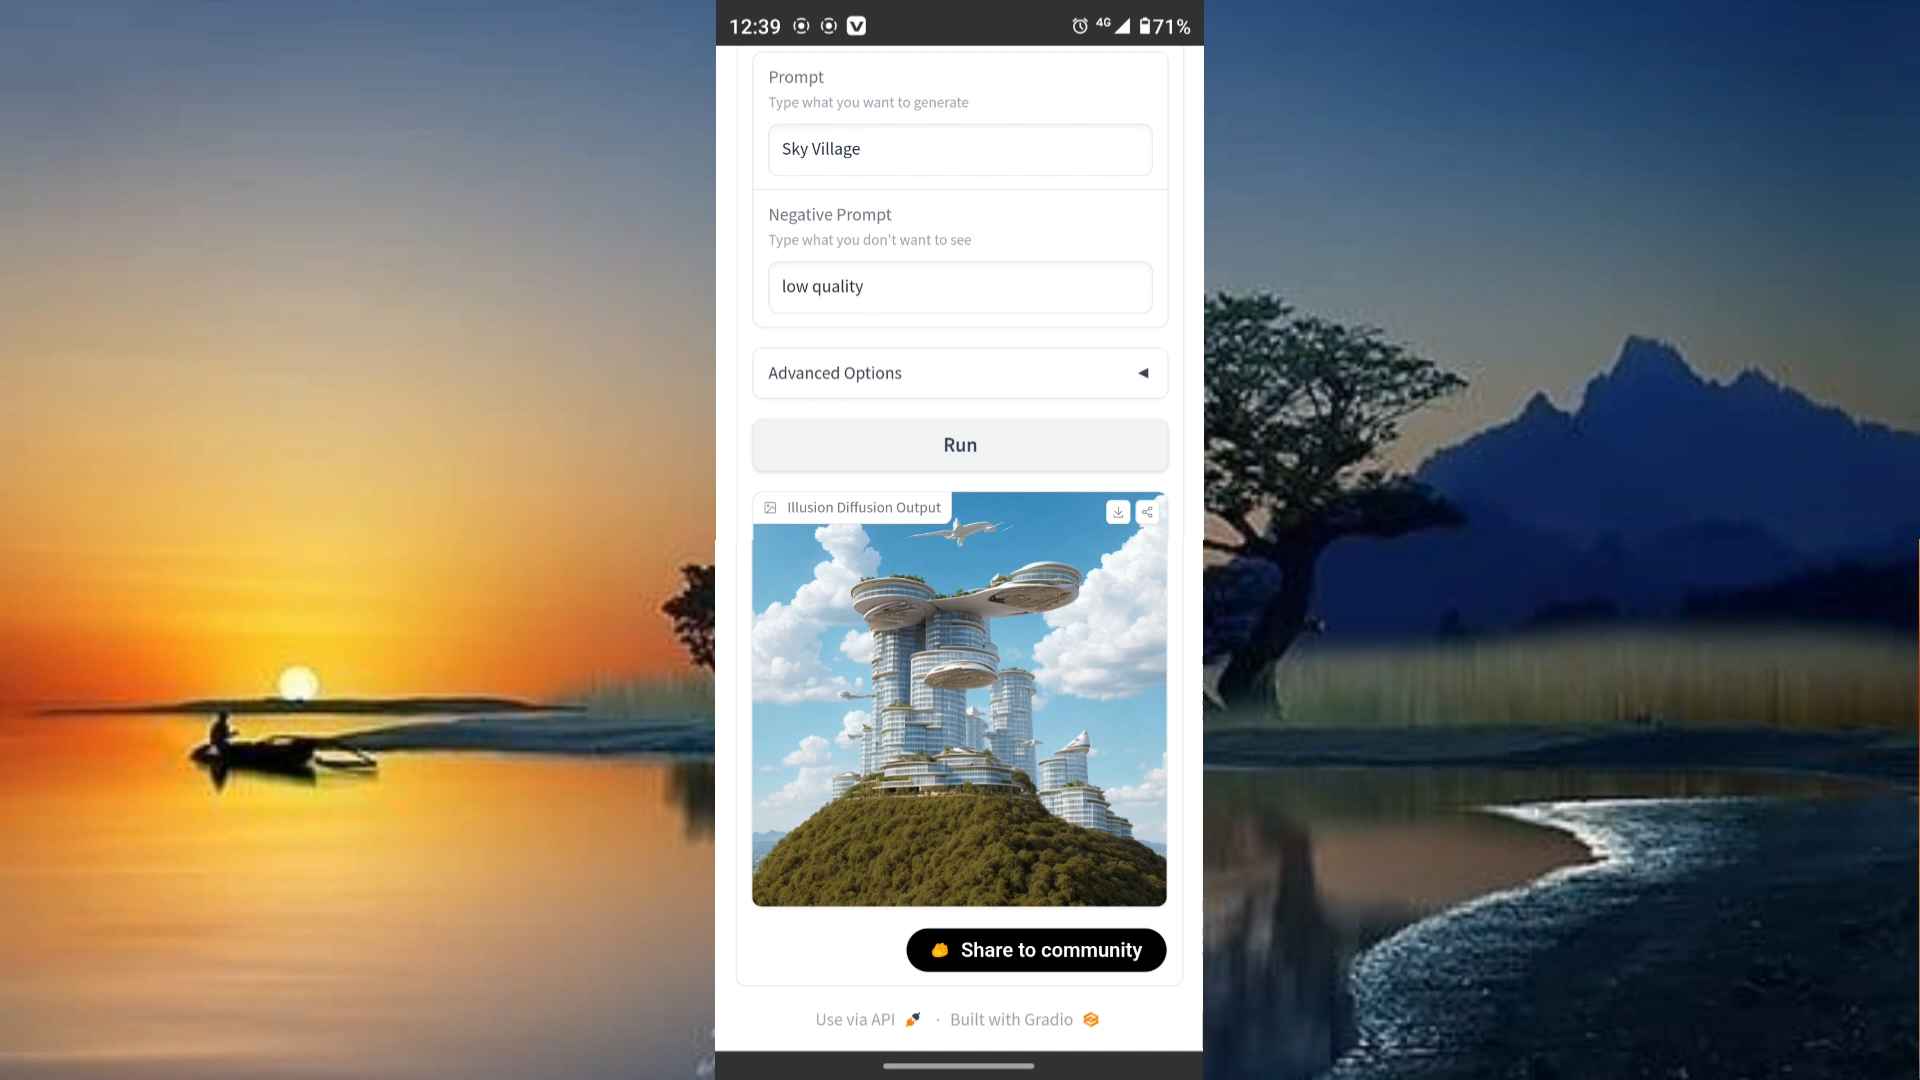 12:39
4G 71%
Prompt
Type what you want to generate
Sky Village
Negative Prompt
Type what you don't want to see
low quality
Advanced Options
Run
Illusion Diffusion Output
Share to community
Use via API · Built with Gradio